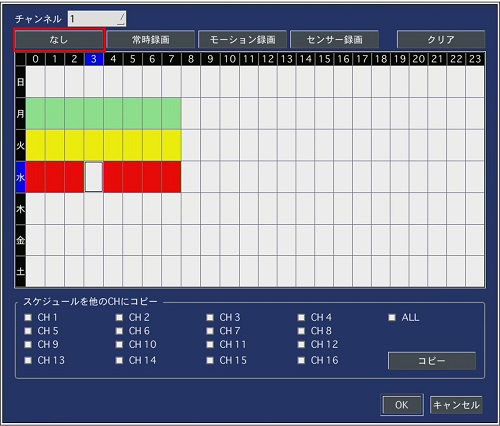 チャンネル 1
なし 常時録画 モーション録画 センサー録画 クリア
0 1 2 3 4 5 6 7 8 9 10 11 12 13 14 15 16 17 18 19 20 21 22 23
日
月
火
水
木
金
土
スケジュールを他のCHにコピー
CH 1 CH 2 CH 3 CH 4 ALL
CH 5 CH 6 CH 7 CH 8
CH 9 CH 10 CH 11 CH 12
CH 13 CH 14 CH 15 CH 16 コピー
OK キャンセル